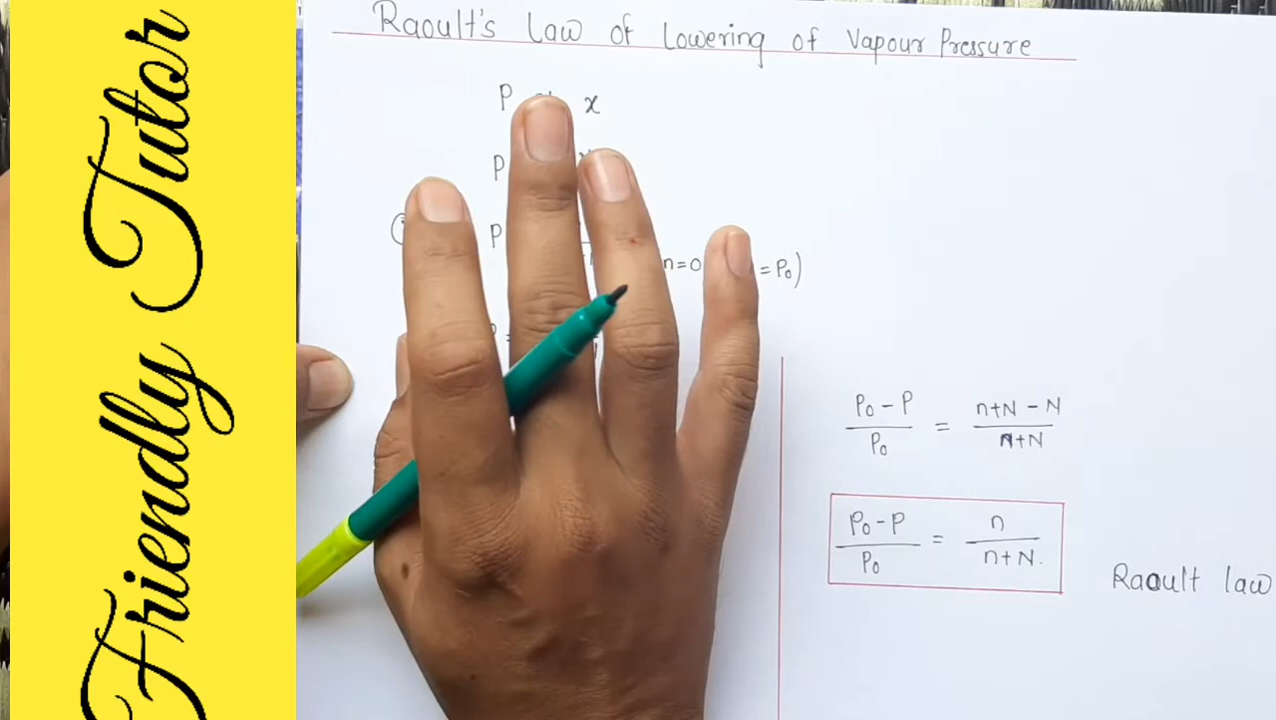 Friendly Tutor
Raoult's Law of Lowering of Vapour Pressure
P x
P
P
n=0 = P₀)
P₀ - P / P₀ = n+N - N / n+N
P₀ - P / P₀ = n / n+N.
Raoult law